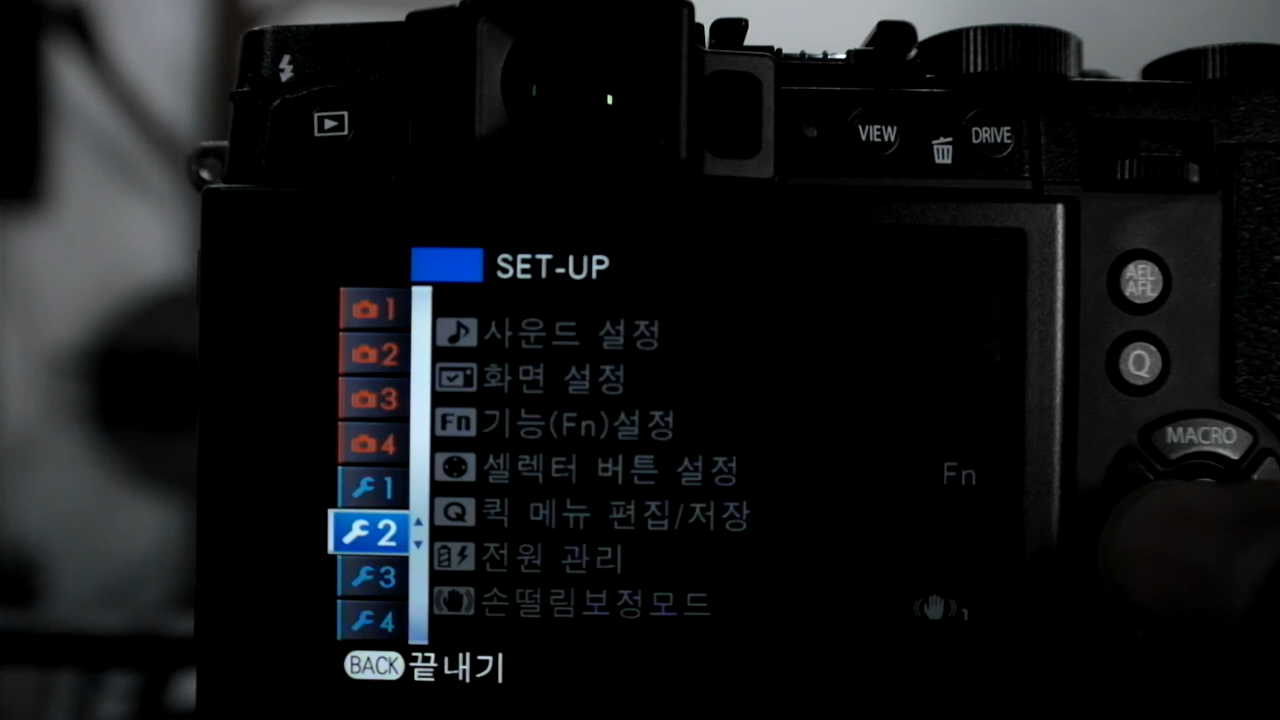 VIEW
DRIVE
SET-UP
1
사운드 설정
2
화면 설정
3
Fn 기능(Fn)설정
4
셀렉터 버튼 설정 Fn
1
Q 퀵 메뉴 편집/저장
2
전원 관리
3
손떨림보정모드 1
4
BACK 끝내기
AEL
AFL
Q
MACRO